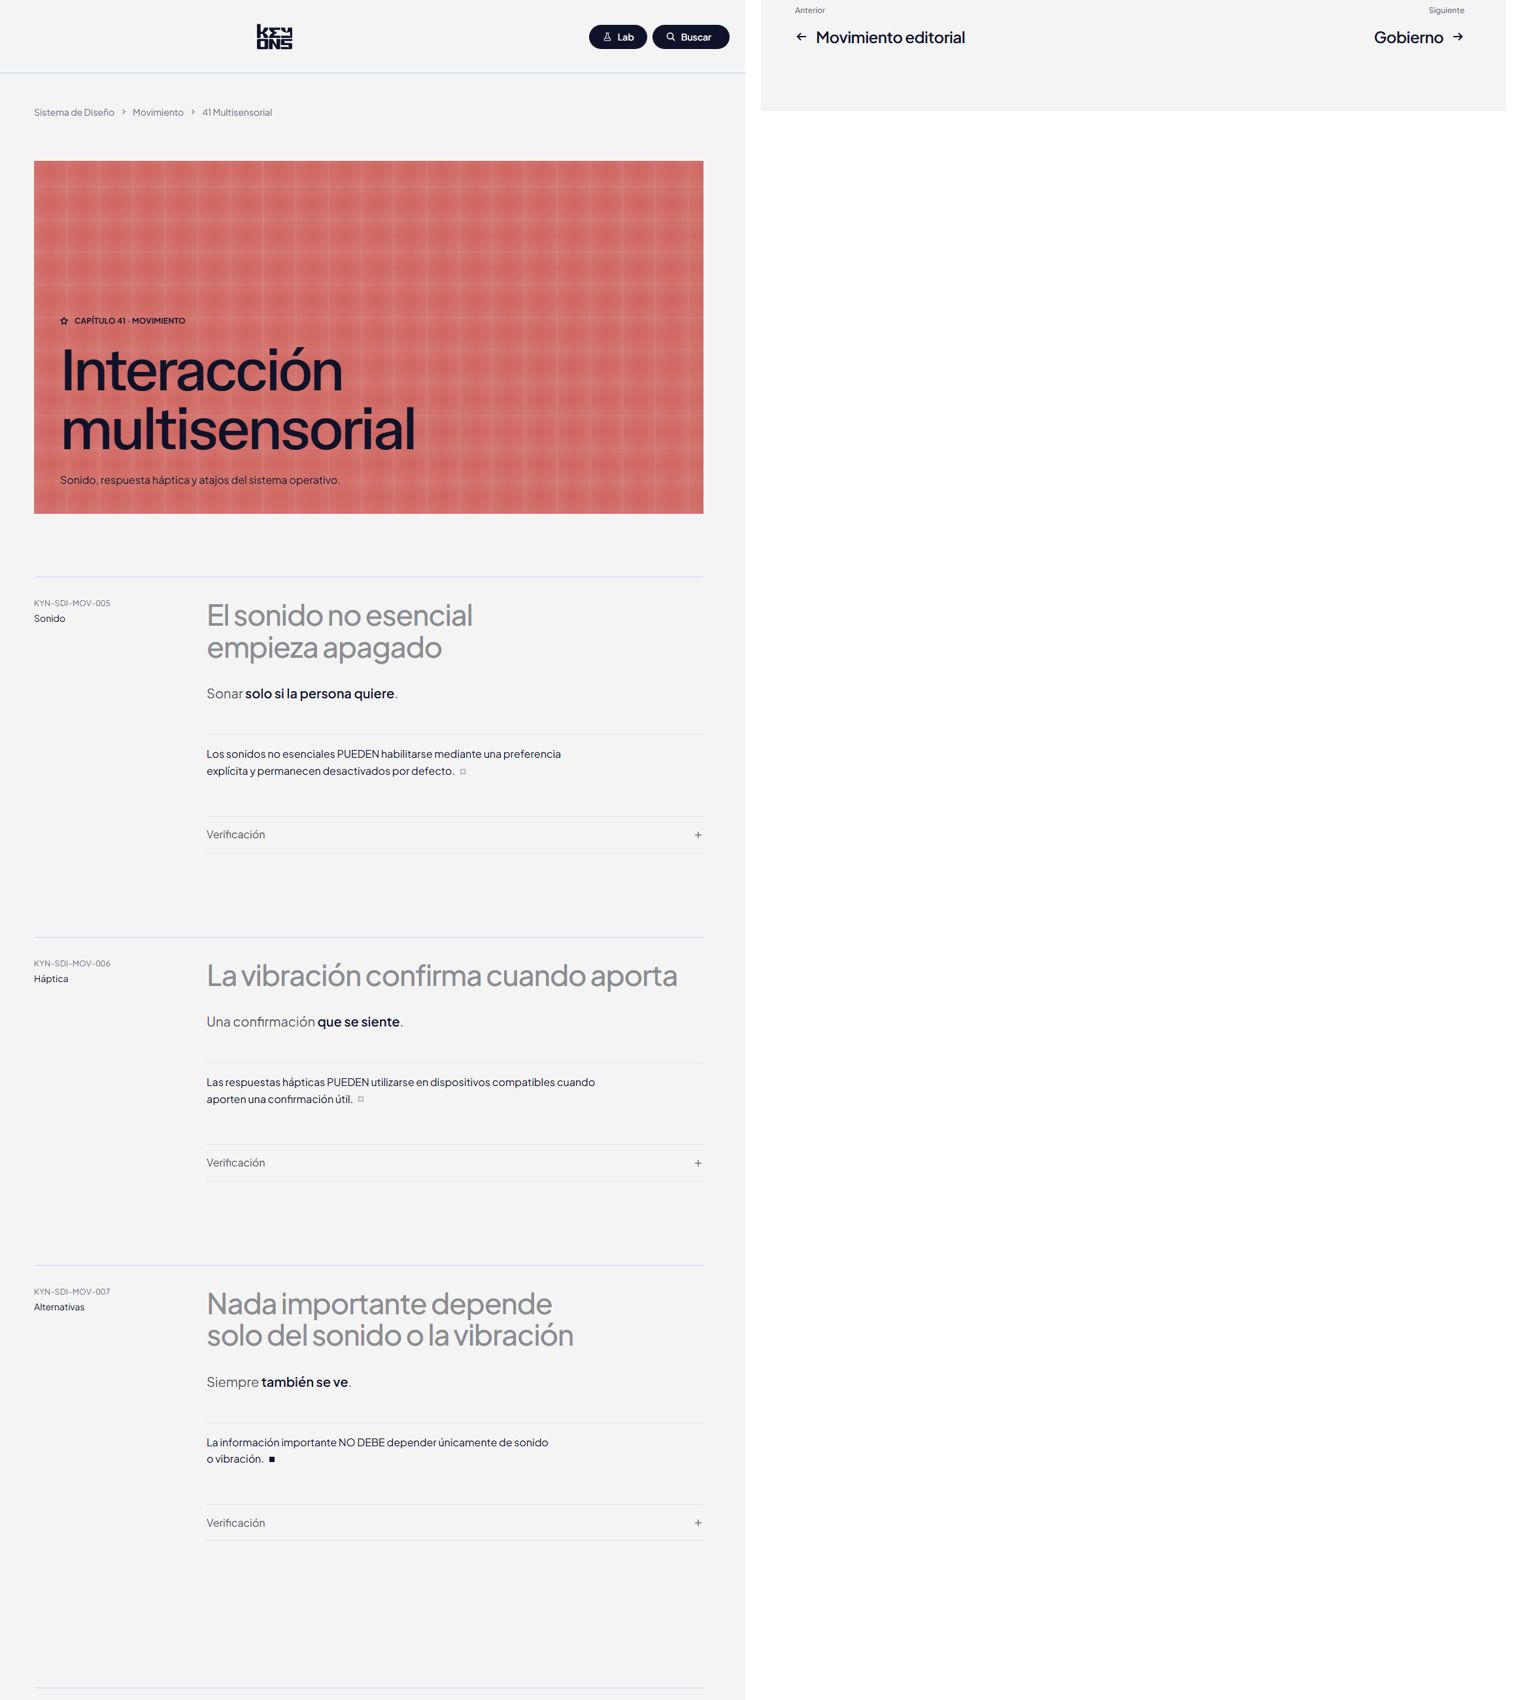 KEY
ONS
Lab
Buscar
Sistema de Diseño > Movimiento > 41 Multisensorial
CAPÍTULO 41 · MOVIMIENTO
Interacción
multisensorial
Sonido, respuesta háptica y atajos del sistema operativo.
KYN-SDI-MOV-005
Sonido
El sonido no esencial
empieza apagado
Sonar solo si la persona quiere.
Los sonidos no esenciales PUEDEN habilitarse mediante una preferencia
explícita y permanecen desactivados por defecto.
Verificación
KYN-SDI-MOV-006
Háptica
La vibración confirma cuando aporta
Una confirmación que se siente.
Las respuestas hápticas PUEDEN utilizarse en dispositivos compatibles cuando
aporten una confirmación útil.
Verificación
KYN-SDI-MOV-007
Alternativas
Nada importante depende
solo del sonido o la vibración
Siempre también se ve.
La información importante NO DEBE depender únicamente de sonido
o vibración.
Verificación
Anterior
Movimiento editorial
Siguiente
Gobierno